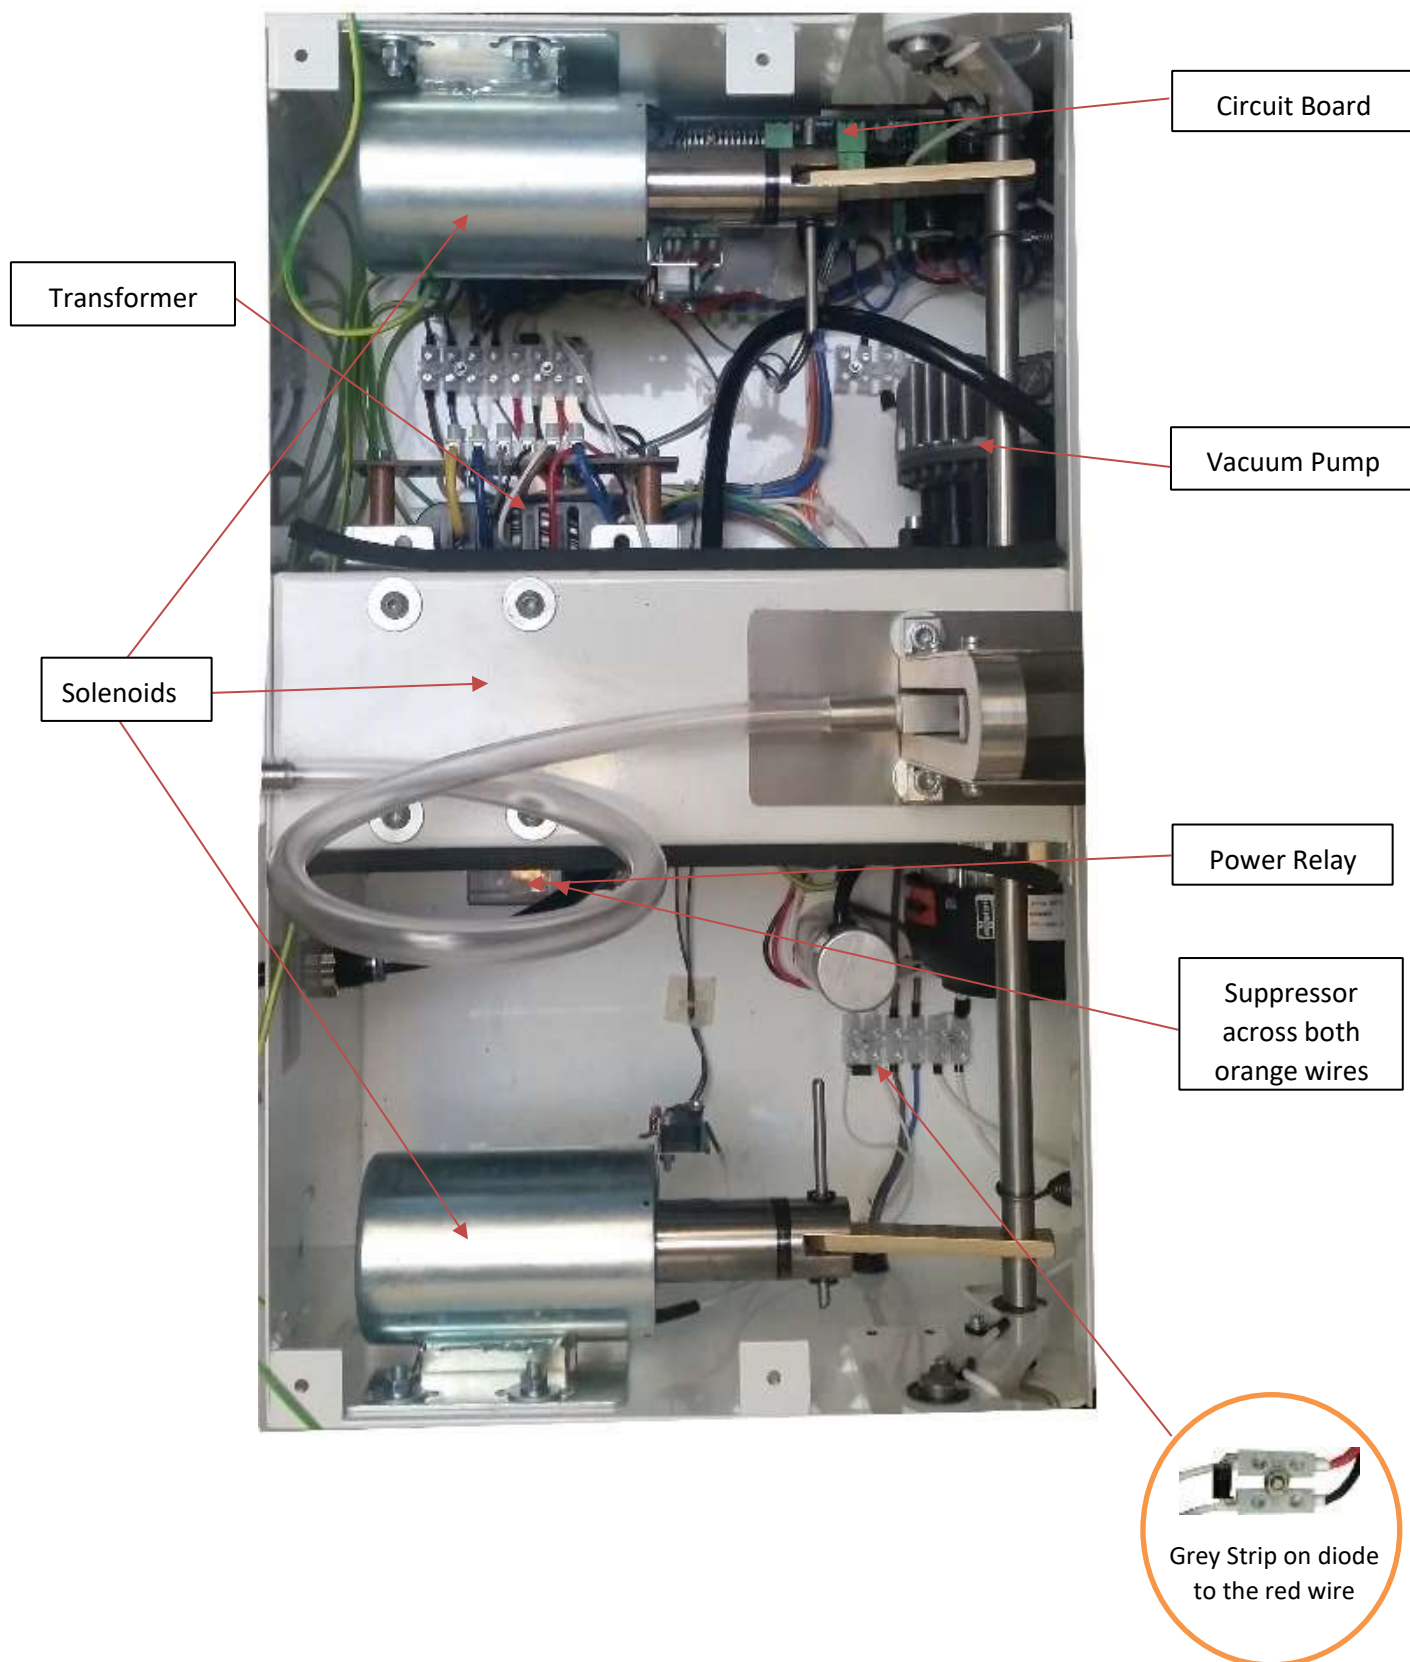 Circuit Board
Transformer
Vacuum Pump
Solenoids
Power Relay
Suppressor
across both
orange wires
Grey Strip on diode
to the red wire